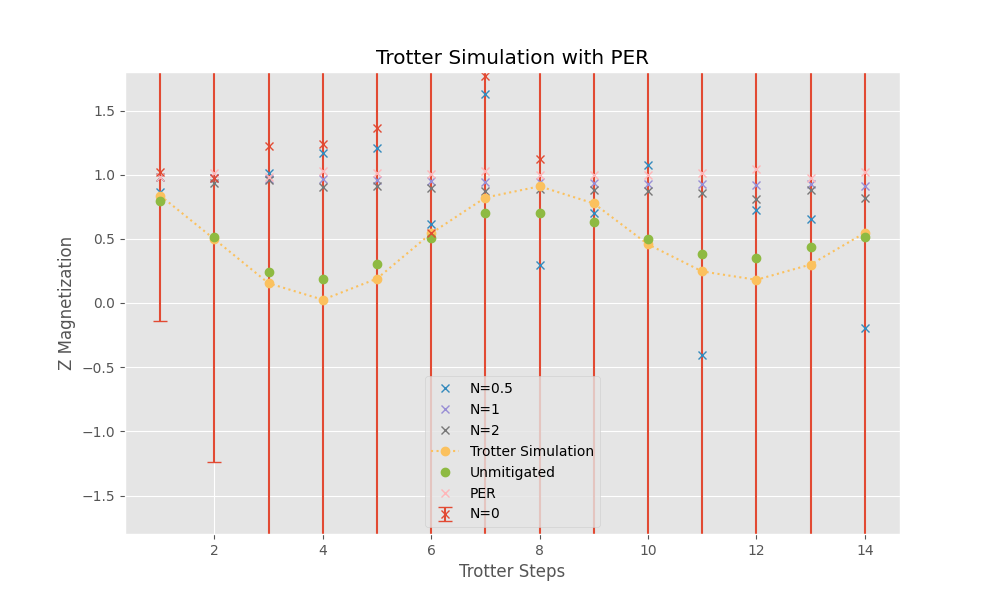 Trotter Simulation with PER
Z Magnetization
1.5
1.0
0.5
0.0
−0.5
−1.0
−1.5
N=0.5
N=1
N=2
Trotter Simulation
Unmitigated
PER
N=0
2 4 6 8 10 12 14
Trotter Steps